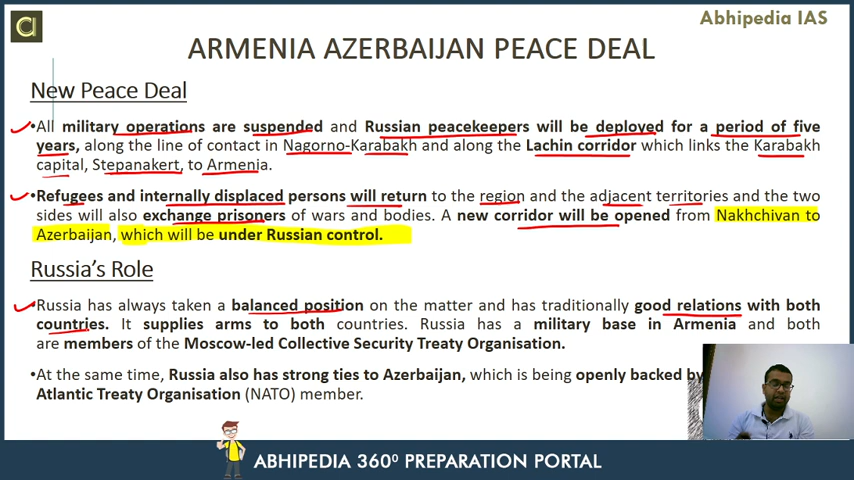 Abhipedia IAS
ARMENIA AZERBAIJAN PEACE DEAL
New Peace Deal
•All military operations are suspended and Russian peacekeepers will be deployed for a period of five
years, along the line of contact in Nagorno-Karabakh and along the Lachin corridor which links the Karabakh
capital, Stepanakert, to Armenia.
•Refugees and internally displaced persons will return to the region and the adjacent territories and the two
sides will also exchange prisoners of wars and bodies. A new corridor will be opened from Nakhchivan to
Azerbaijan, which will be under Russian control.
Russia's Role
•Russia has always taken a balanced position on the matter and has traditionally good relations with both
countries. It supplies arms to both countries. Russia has a military base in Armenia and both
are members of the Moscow-led Collective Security Treaty Organisation.
•At the same time, Russia also has strong ties to Azerbaijan, which is being openly backed by
Atlantic Treaty Organisation (NATO) member.
ABHIPEDIA 360⁰ PREPARATION PORTAL